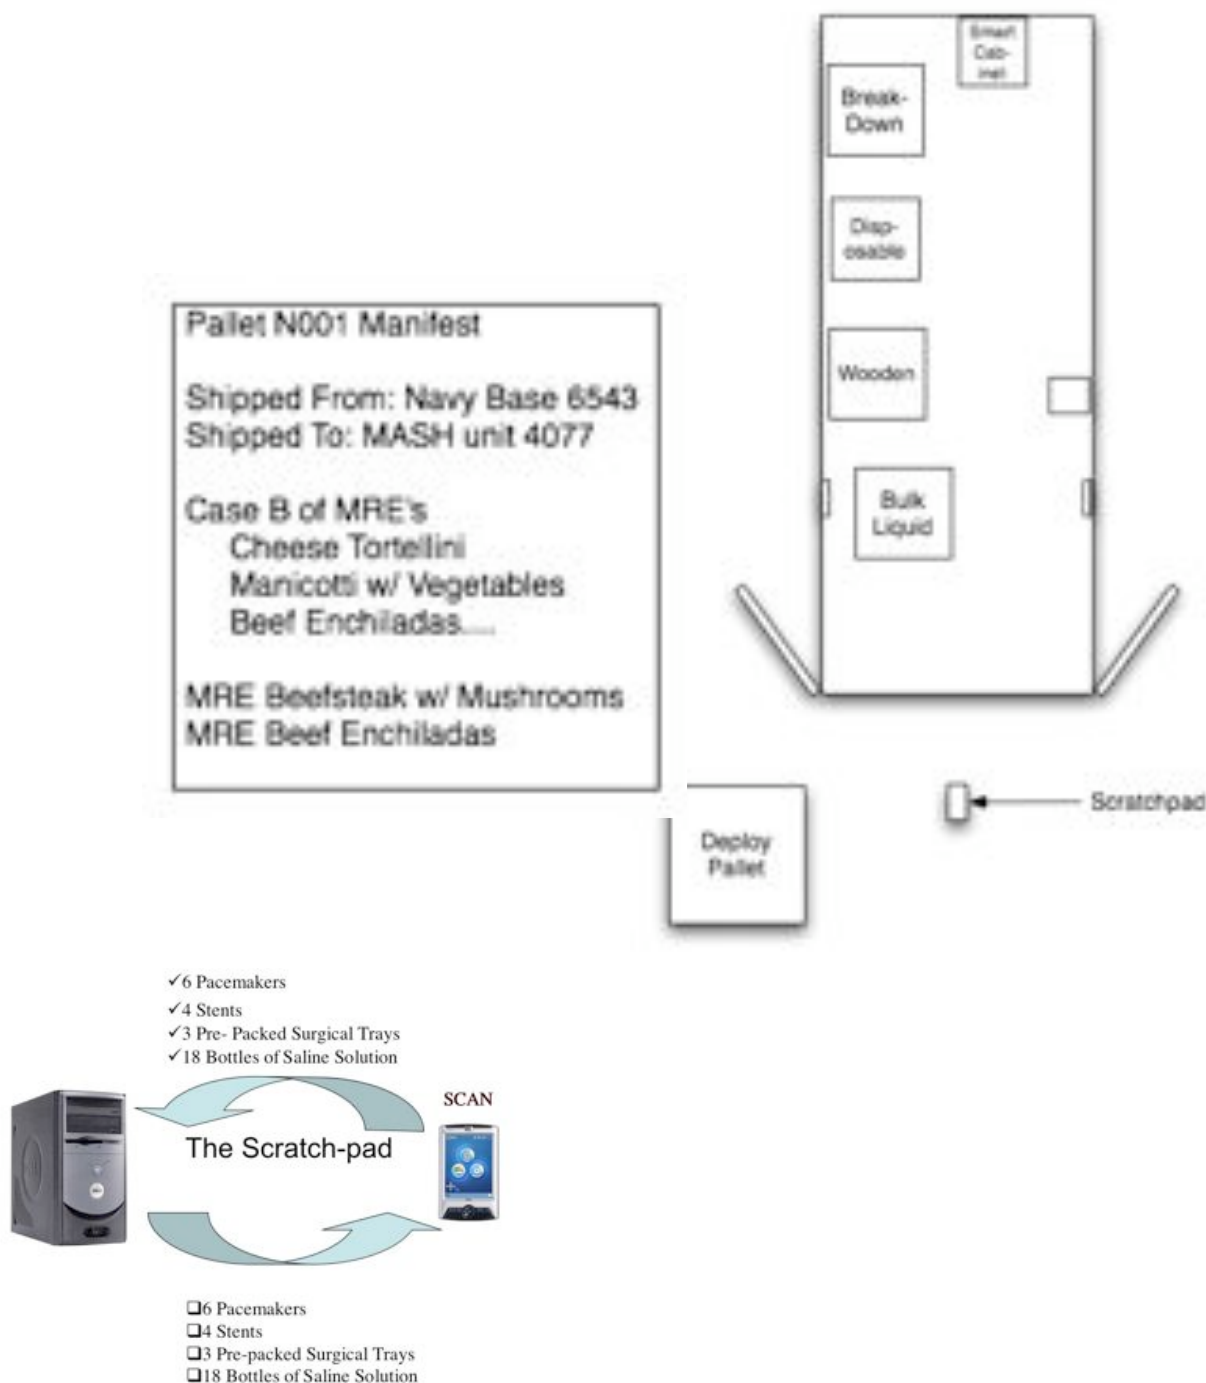 Smart
Cab-
inet
Break-
Down
Disp-
osable
Wooden
Bulk
Liquid
Pallet N001 Manifest
Shipped From: Navy Base 6543
Shipped To: MASH unit 4077
Case B of MRE's
Cheese Tortellini
Manicotti w/ Vegetables
Beef Enchiladas....
MRE Beefsteak w/ Mushrooms
MRE Beef Enchiladas
Scratchpad
Deploy
Pallet
✓6 Pacemakers
✓4 Stents
✓3 Pre- Packed Surgical Trays
✓18 Bottles of Saline Solution
SCAN
The Scratch-pad
❑6 Pacemakers
❑4 Stents
❑3 Pre-packed Surgical Trays
❑18 Bottles of Saline Solution